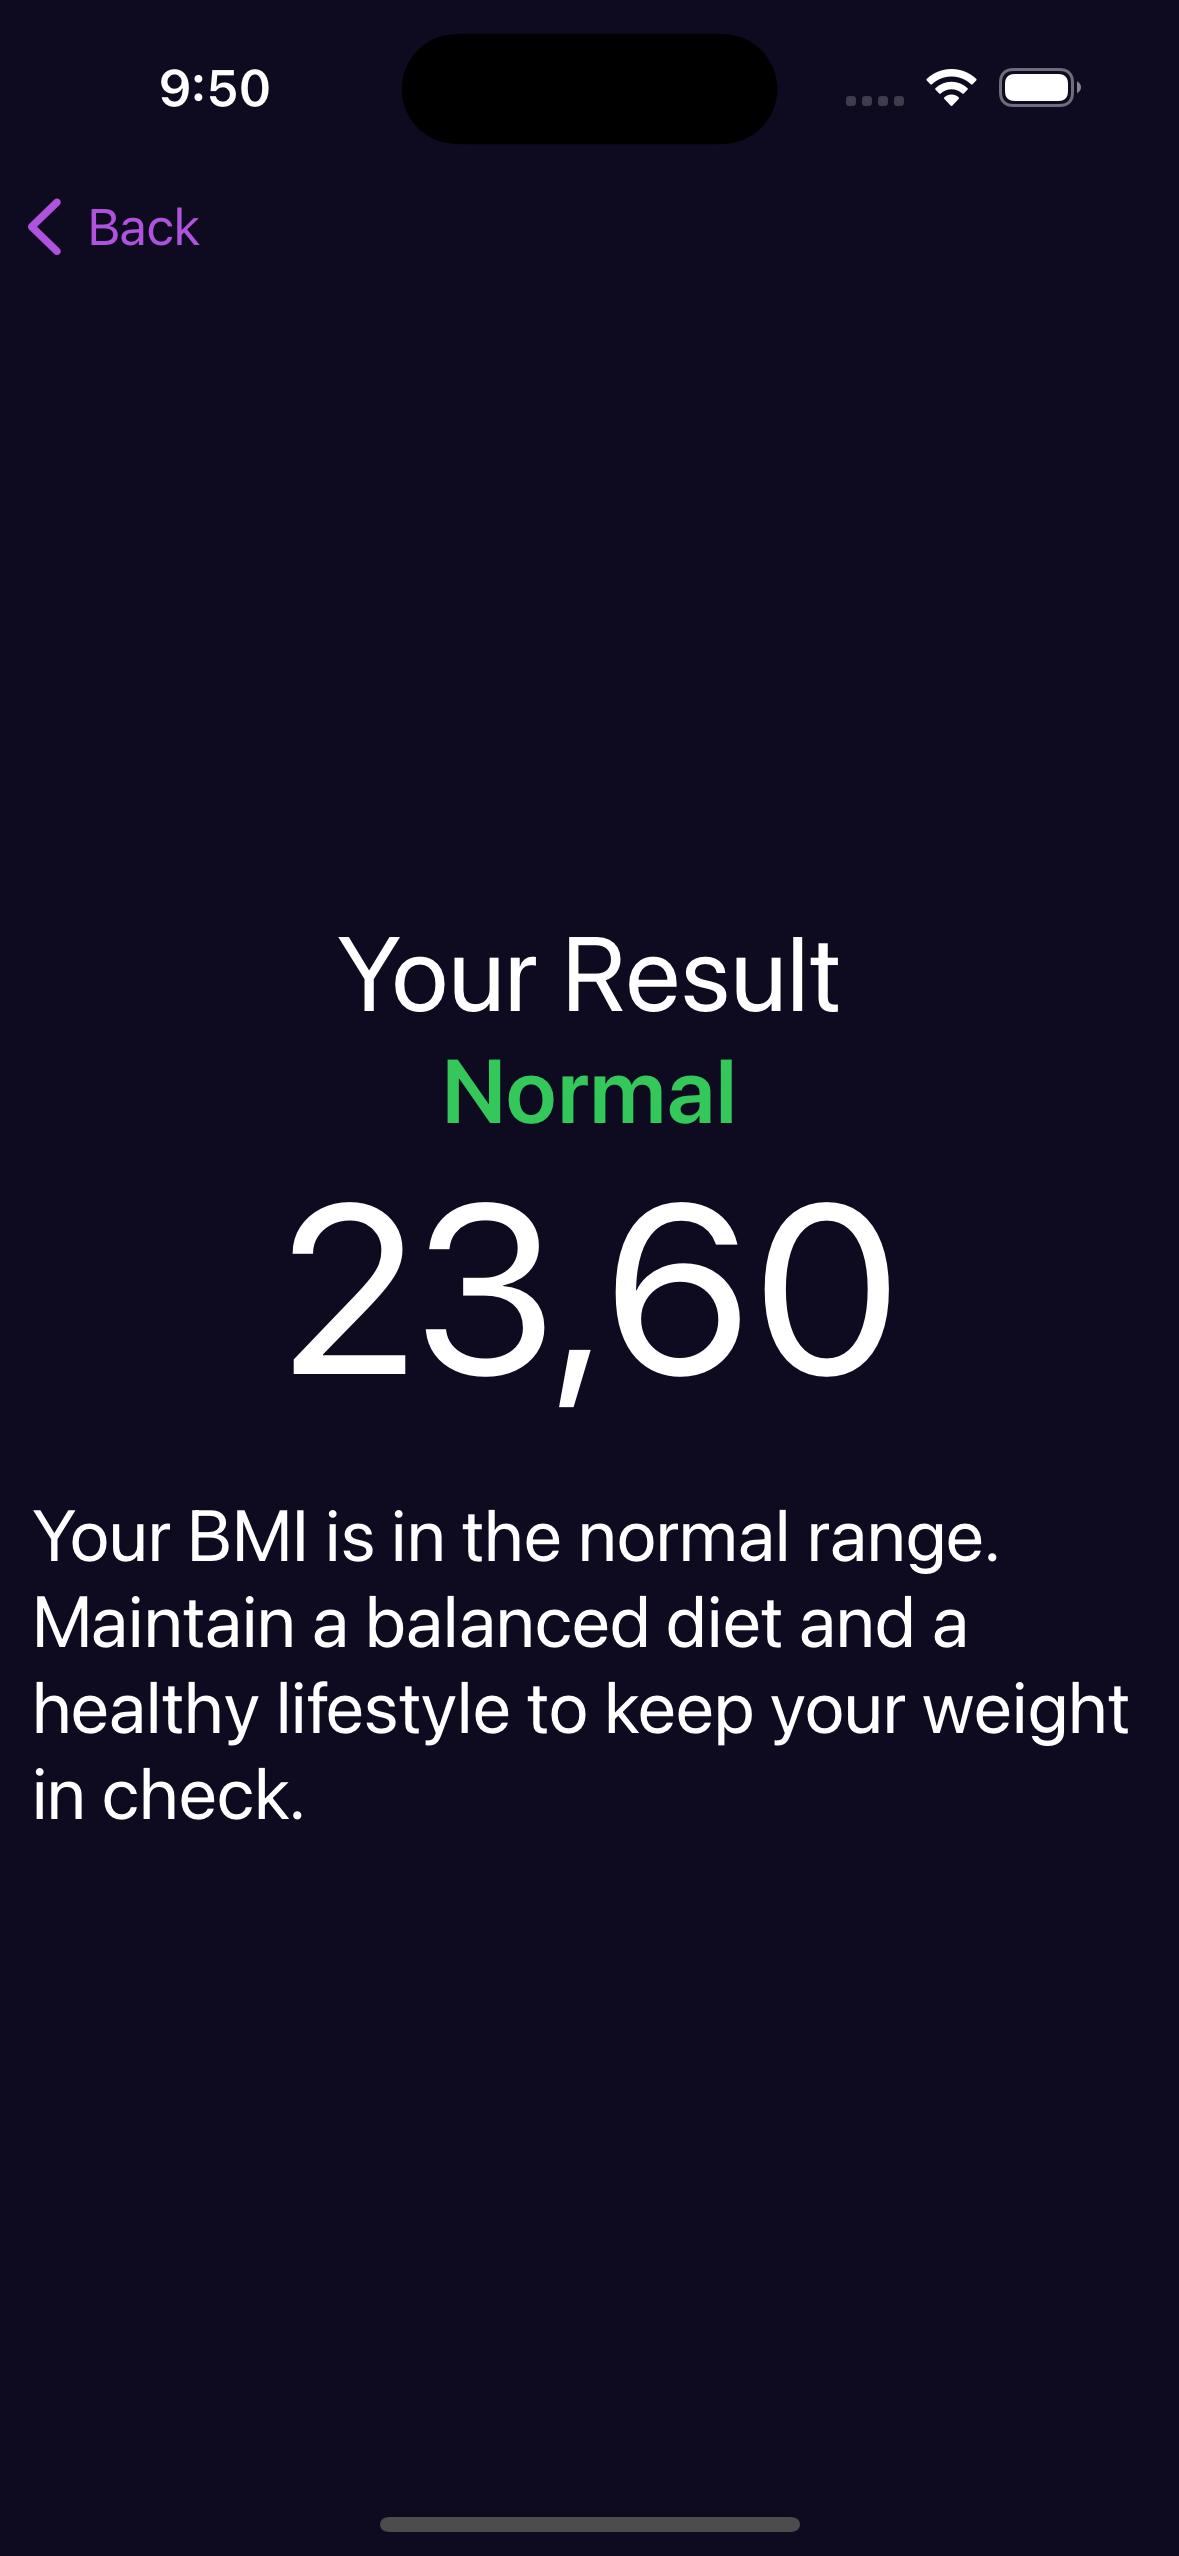 9:50
Back
Your Result
Normal
23,60
Your BMI is in the normal range.
Maintain a balanced diet and a
healthy lifestyle to keep your weight
in check.